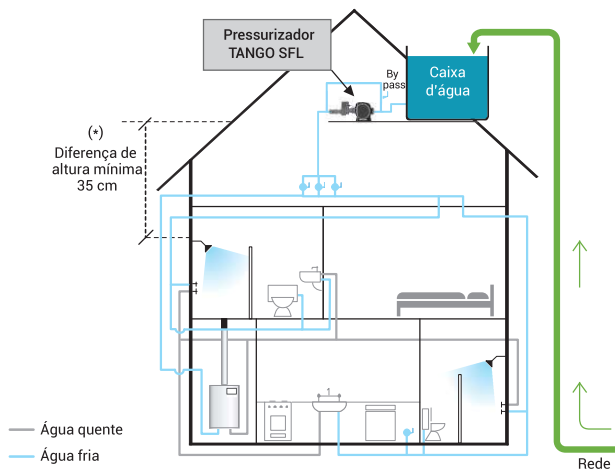 Pressurizador
TANGO SFL
By
pass
Caixa
d'água
(*)
Diferença de
altura mínima
35 cm
Água quente
Água fria
Rede